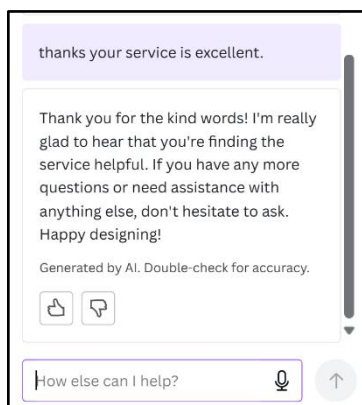 thanks your service is excellent.
Thank you for the kind words! I'm really
glad to hear that you're finding the
service helpful. If you have any more
questions or need assistance with
anything else, don't hesitate to ask.
Happy designing!
Generated by AI. Double-check for accuracy.
How else can I help?